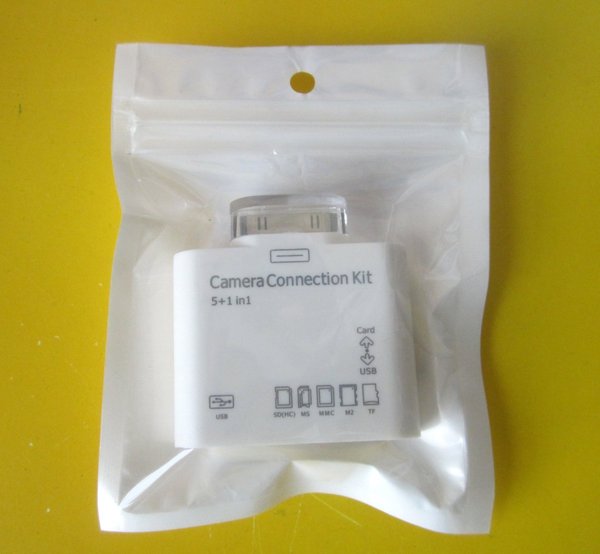 Camera Connection Kit
5+1 in1
Card
USB
USB
SD(HC) MS MMC M2 TF